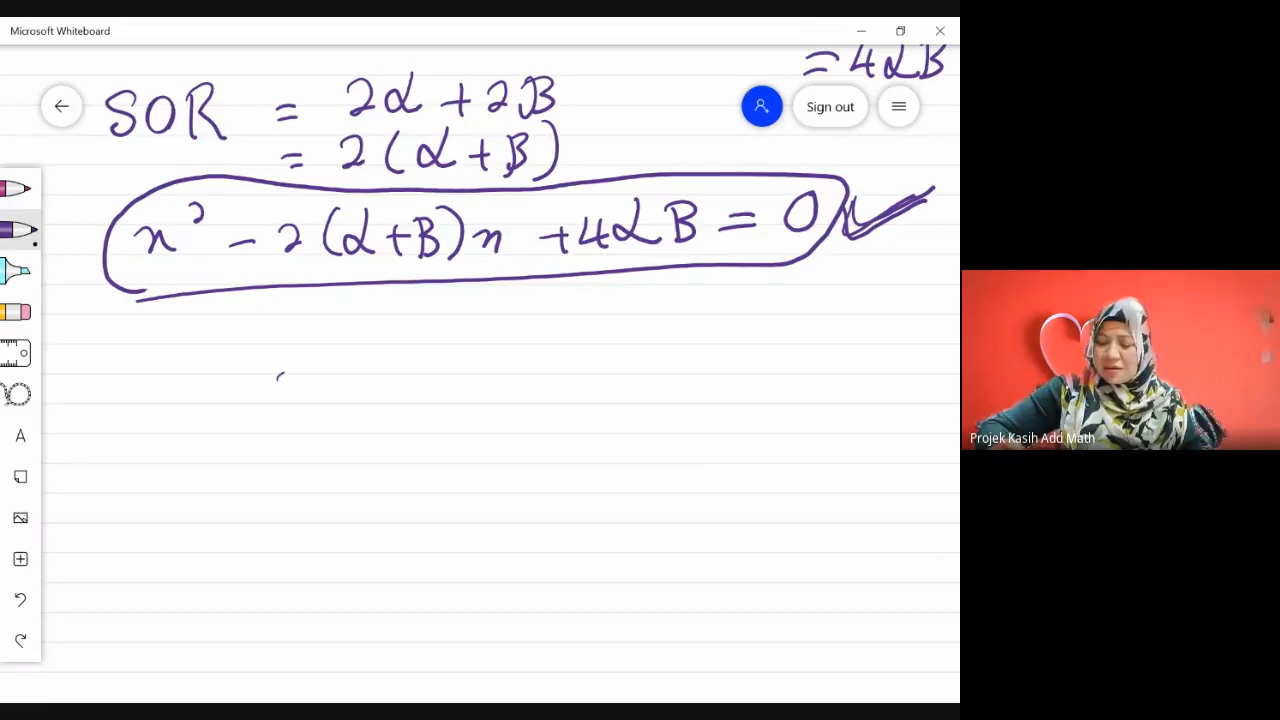 Microsoft Whiteboard
= 4αβ
SOR = 2α + 2β
= 2(α + β)
Sign out
x² - 2(α+β)x + 4αβ = 0
A
Projek Kasih Add Math